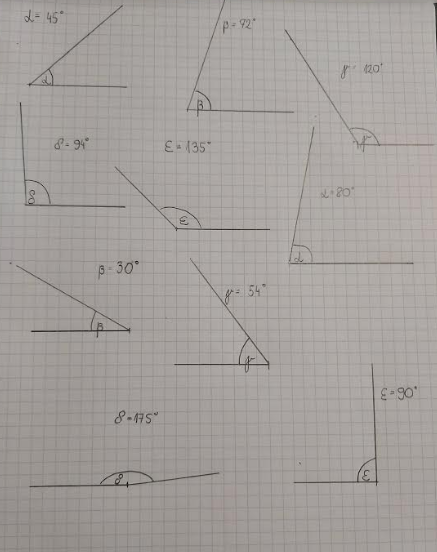 α = 45°
α
β = 72°
β
γ = 120°
γ
δ = 94°
δ
ε = 135°
ε
α = 80°
α
β = 30°
β
γ = 54°
γ
δ = 175°
δ
ε = 90°
ε